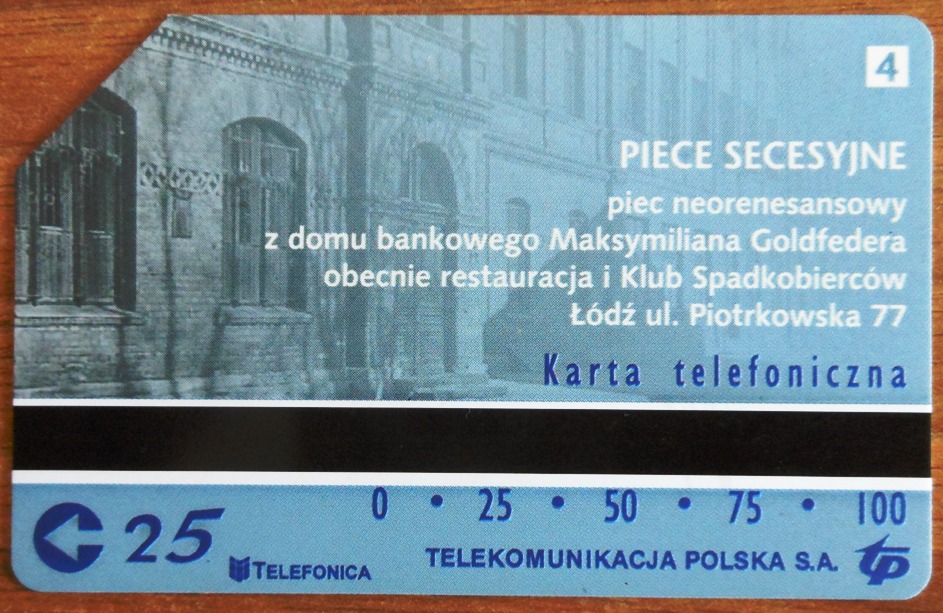 4
PIECE SECESYJNE
piec neorenesansowy
z domu bankowego Maksymiliana Goldfedera
obecnie restauracja i Klub Spadkobierców
Łódź ul. Piotrkowska 77
Karta telefoniczna
0 • 25 • 50 • 75 • 100
25
TELEFONICA
TELEKOMUNIKACJA POLSKA S.A. tp